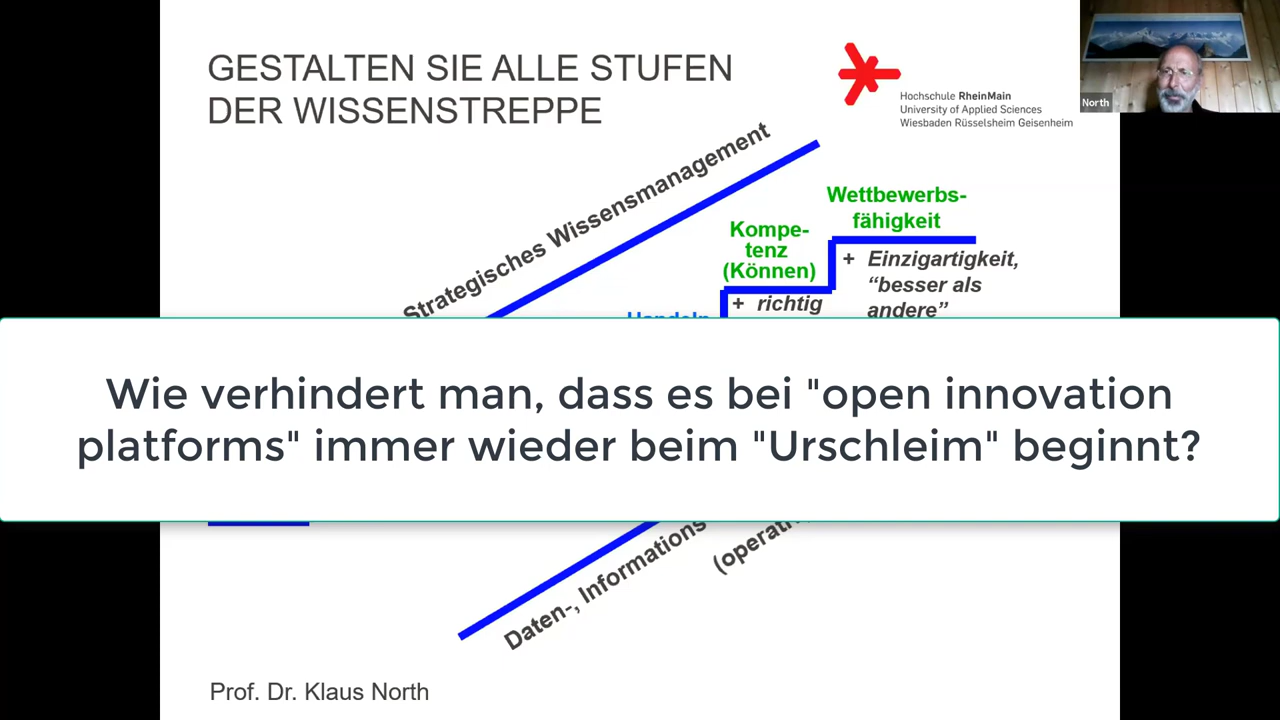 GESTALTEN SIE ALLE STUFEN
DER WISSENSTREPPE
Hochschule RheinMain
University of Applied Sciences
Wiesbaden Rüsselsheim Geisenheim
North
Strategisches Wissensmanagement
Wettbewerbs-
fähigkeit
Kompe-
tenz
(Können)
+ Einzigartigkeit,
“besser als
andere”
+ richtig
Handeln
Wie verhindert man, dass es bei "open innovation
platforms" immer wieder beim "Urschleim" beginnt?
Daten-, Informations
Prof. Dr. Klaus North